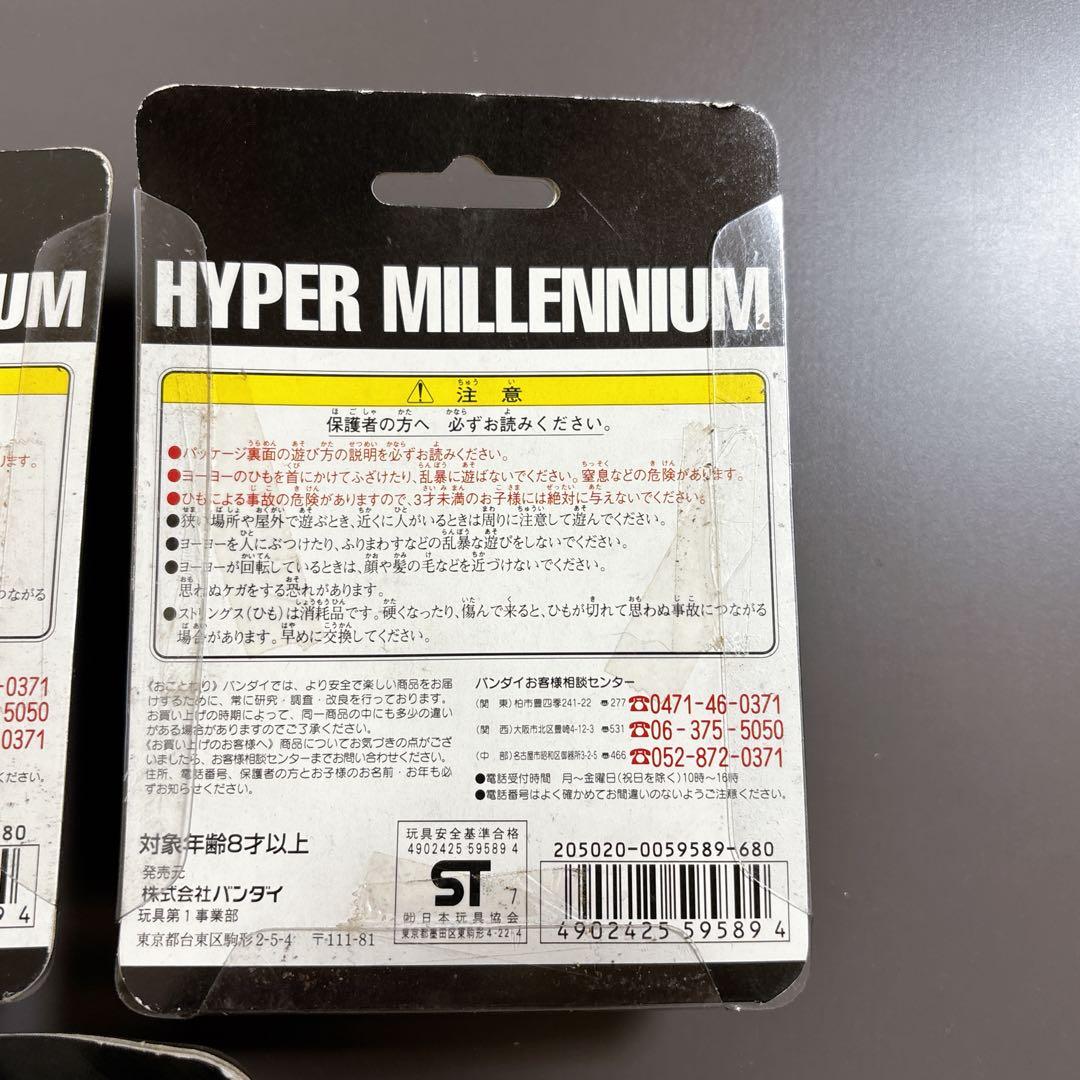 HYPER MILLENNIUM
注意
保護者の方へ 必ずお読みください。
●パッケージ裏面の遊び方の説明を必ずお読みください。
●ヨーヨーのひもを首にかけてふざけたり、乱暴に遊ばないでください。窒息などの危険があります。
●ひもによる事故の危険がありますので、3才未満のお子様には絶対に与えないでください。
●狭い場所や屋外で遊ぶとき、近くに人がいるときは周りに注意して遊んでください。
●ヨーヨーを人にぶつけたり、ふりまわすなどの乱暴な遊びをしないでください。
●ヨーヨーが回転しているときは、顔や髪の毛などを近づけないでください。
思わぬケガをする恐れがあります。
●ストリングス(ひも)は消耗品です。硬くなったり、傷んで来ると、ひもが切れて思わぬ事故につながる
場合があります。早めに交換してください。
《おことわり》バンダイでは、より安全で楽しい商品をお届
けするために、常に研究・調査・改良を行っております。
お買い上げの時期によって、同一商品の中にも多少の違い
がある場合がありますのでご了承ください。
《お買い上げのお客様へ》商品についてお気づきの点がござ
いましたら、お客様相談センターまでお問い合わせください。
住所、電話番号、保護者の方とお子様のお名前・お年も必
ずお知らせください。
バンダイお客様相談センター
(関 東)柏市豊四季241-22 〠277 ☎0471-46-0371
(関 西)大阪市北区豊崎4-12-3 〠531 ☎06-375-5050
(中 部)名古屋市昭和区御器所3-2-5 〠466 ☎052-872-0371
●電話受付時間 月〜金曜日(祝日を除く)10時〜16時
●電話番号はよく確かめてお間違いのないようご注意ください。
対象年齢8才以上
発売元
株式会社バンダイ
玩具第1事業部
東京都台東区駒形2-5-4 〒111-81
玩具安全基準合格
4902425 59589 4
ST 7
㈳日本玩具協会
東京都墨田区東駒形4-22-4
205020-0059589-680
4902425 59589 4
UM
ります。
つながる
-0371
5050
0371
ください。
80
9 4